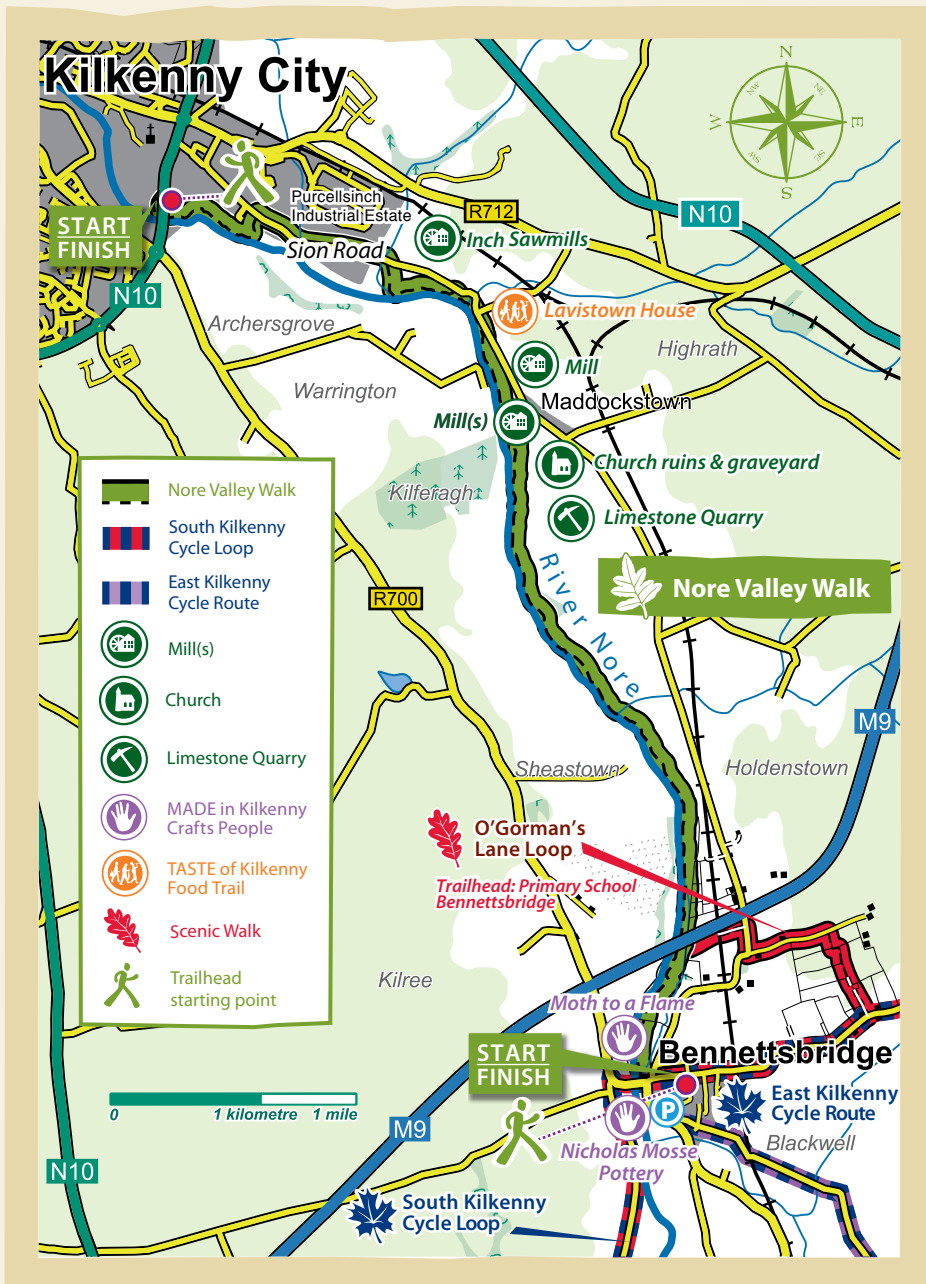 Kilkenny City
N
NW
NE
W
E
SW
SE
S
START
FINISH
Purcellsinch
Industrial Estate
R712
N10
Sion Road
Inch Sawmills
N10
Lavistown House
Archersgrove
Highrath
Mill
Warrington
Maddockstown
Mill(s)
Church ruins & graveyard
Kilferagh
Limestone Quarry
River Nore
Nore Valley Walk
R700
Nore Valley Walk
South Kilkenny
Cycle Loop
East Kilkenny
Cycle Route
Mill(s)
Church
Limestone Quarry
MADE in Kilkenny
Crafts People
TASTE of Kilkenny
Food Trail
Scenic Walk
Trailhead
starting point
M9
Sheastown
Holdenstown
O'Gorman's
Lane Loop
Trailhead: Primary School
Bennettsbridge
Kilree
Moth to a Flame
START
FINISH
Bennettsbridge
East Kilkenny
Cycle Route
P
Blackwell
0 1 kilometre 1 mile
M9
Nicholas Mosse
Pottery
N10
South Kilkenny
Cycle Loop